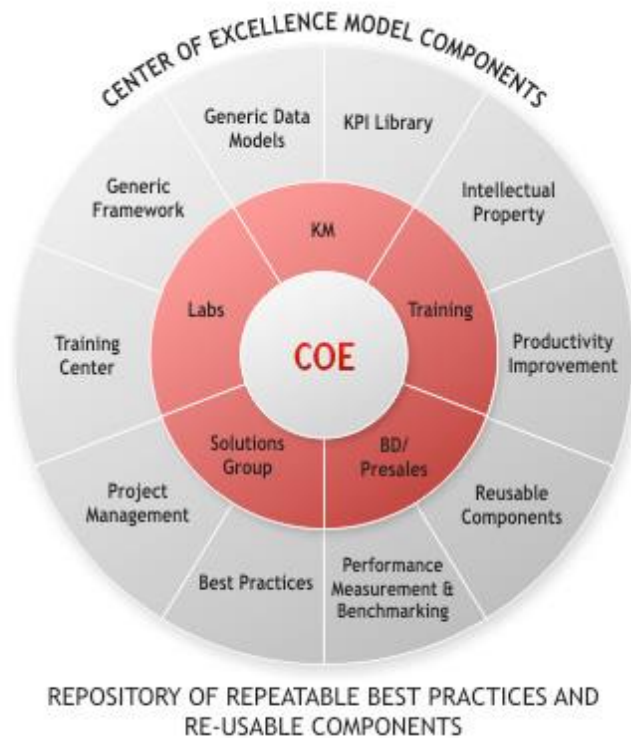 CENTER OF EXCELLENCE MODEL COMPONENTS
Generic Data
Models
KPI Library
Generic
Framework
Intellectual
Property
KM
Labs
Training
Training
Center
COE
Productivity
Improvement
Solutions
Group
BD/
Presales
Project
Management
Reusable
Components
Best Practices
Performance
Measurement &
Benchmarking
REPOSITORY OF REPEATABLE BEST PRACTICES AND
RE-USABLE COMPONENTS